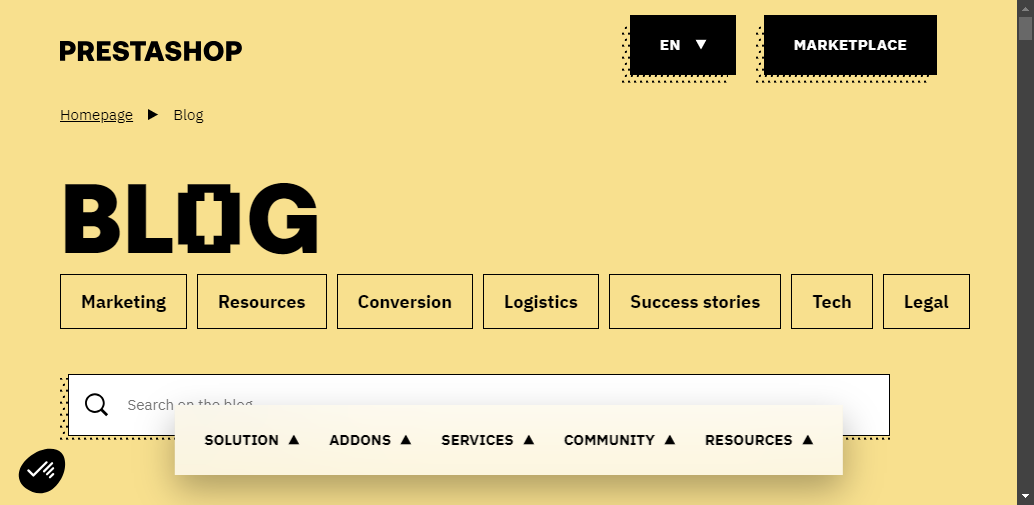 PRESTASHOP
EN
MARKETPLACE
Homepage
Blog
BLOG
Marketing
Resources
Conversion
Logistics
Success stories
Tech
Legal
Search on the blog
SOLUTION
ADDONS
SERVICES
COMMUNITY
RESOURCES